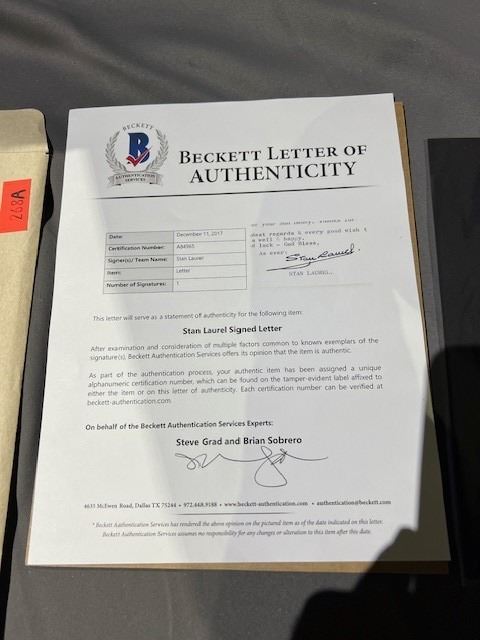 BECKETT
B
AUTHENTICATION
SERVICES
BECKETT LETTER OF
AUTHENTICITY
A892
Date: December 11, 2017
Certification Number:
Signer(s)/ Team Name: Stan Laurel
Item: Letter
Number of Signatures: 1
dest regards & every good wish
well & happy.
luck - God Bless,
As ever
Stan Laurel.
STAN LAUREL.
This letter will serve as a statement of authenticity for the following item:
Stan Laurel Signed Letter
After examination and consideration of multiple factors common to known exemplars of the
signature(s), Beckett Authentication Services offers its opinion that the item is authentic.
As part of the authentication process, your authentic item has been assigned a unique
alphanumeric certification number, which can be found on the tamper-evident label affixed to
either the item or on this letter of authenticity. Each certification number can be verified at
beckett-authentication.com.
On behalf of the Beckett Authentication Services Experts:
Steve Grad and Brian Sobrero
4635 McEwen Road, Dallas TX 75244 • 972.448.9188 • www.beckett-authentication.com • authentication@beckett.com
* Beckett Authentication Services has rendered the above opinion on the pictured item as of the date indicated on this letter.
Beckett Authentication Services assumes no responsibility for any changes or alteration to this item after this date.